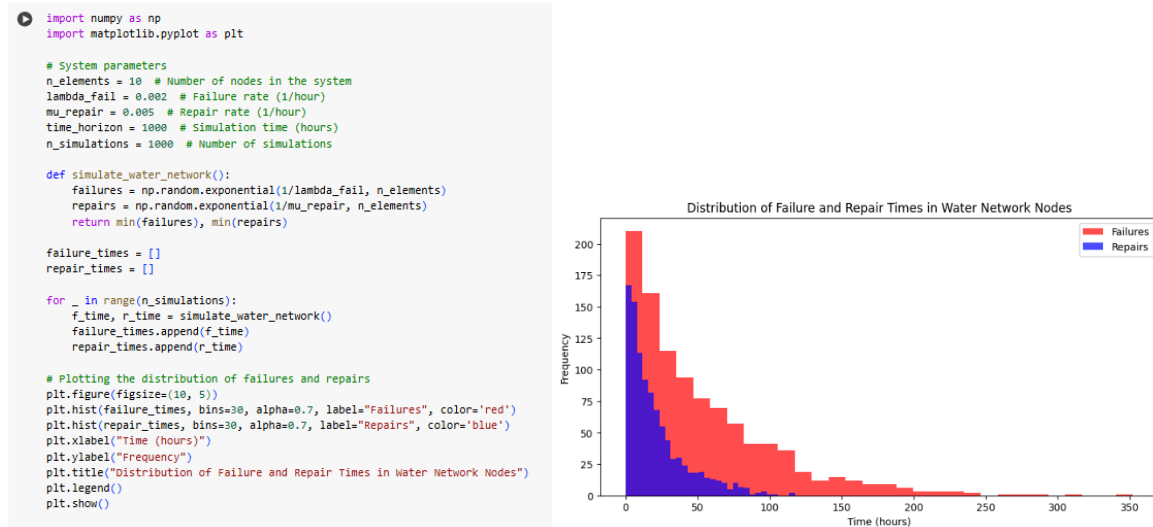 import numpy as np
import matplotlib.pyplot as plt
# System parameters
n_elements = 10  # Number of nodes in the system
lambda_fail = 0.002  # Failure rate (1/hour)
mu_repair = 0.005  # Repair rate (1/hour)
time_horizon = 1000  # Simulation time (hours)
n_simulations = 1000  # Number of simulations
def simulate_water_network():
    failures = np.random.exponential(1/lambda_fail, n_elements)
    repairs = np.random.exponential(1/mu_repair, n_elements)
    return min(failures), min(repairs)
failure_times = []
repair_times = []
for _ in range(n_simulations):
    f_time, r_time = simulate_water_network()
    failure_times.append(f_time)
    repair_times.append(r_time)
# Plotting the distribution of failures and repairs
plt.figure(figsize=(10, 5))
plt.hist(failure_times, bins=30, alpha=0.7, label="Failures", color='red')
plt.hist(repair_times, bins=30, alpha=0.7, label="Repairs", color='blue')
plt.xlabel("Time (hours)")
plt.ylabel("Frequency")
plt.title("Distribution of Failure and Repair Times in Water Network Nodes")
plt.legend()
plt.show()
Distribution of Failure and Repair Times in Water Network Nodes
Failures
Repairs
Frequency
200
175
150
125
100
75
50
25
0
0 50 100 150 200 250 300 350
Time (hours)